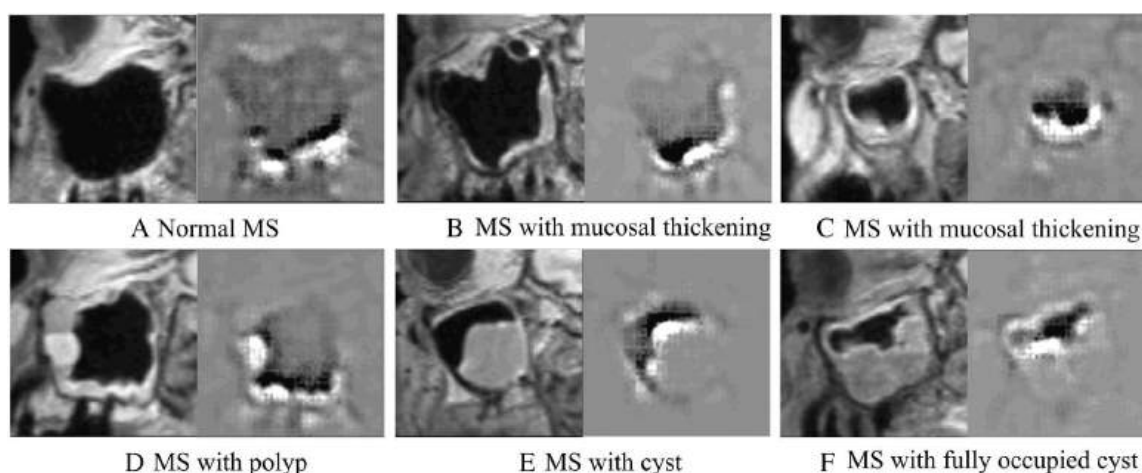 A Normal MS
B MS with mucosal thickening
C MS with mucosal thickening
D MS with polyp
E MS with cyst
F MS with fully occupied cyst